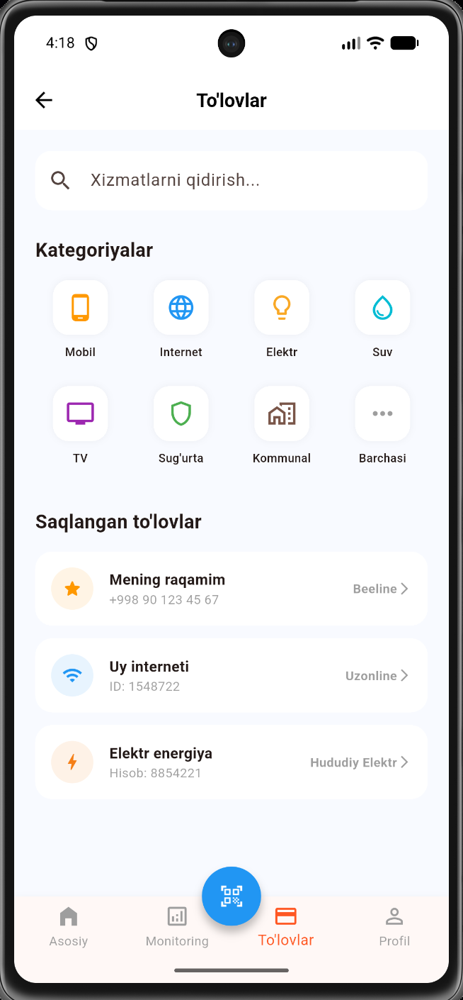 4:18
To'lovlar
Xizmatlarni qidirish...
Kategoriyalar
Mobil Internet Elektr Suv
TV Sug'urta Kommunal Barchasi
Saqlangan to'lovlar
Mening raqamim
+998 90 123 45 67
Beeline
Uy interneti
ID: 1548722
Uzonline
Elektr energiya
Hisob: 8854221
Hududiy Elektr
Asosiy Monitoring To'lovlar Profil